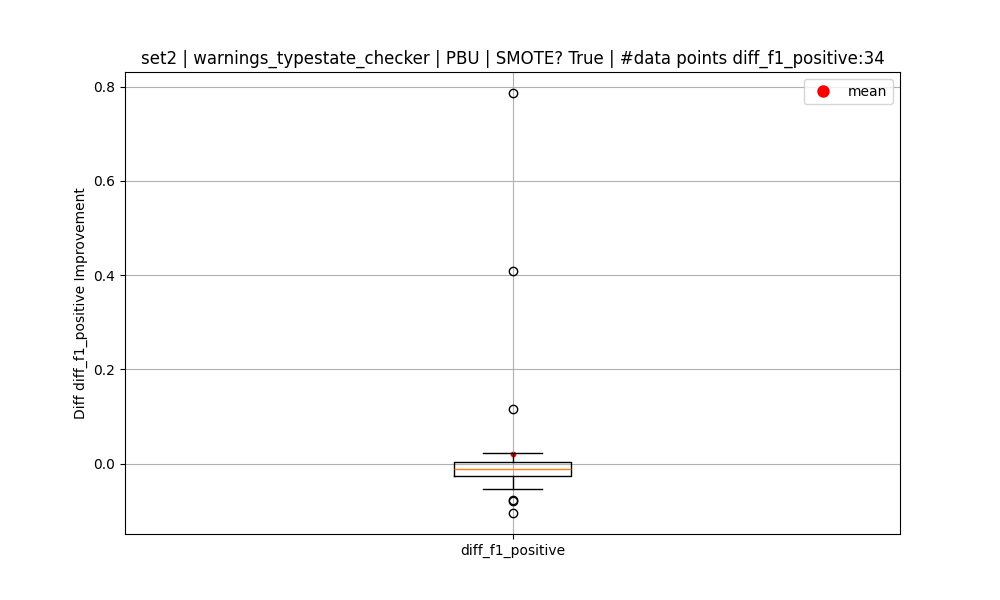 set2 | warnings_typestate_checker | PBU | SMOTE? True | #data points diff_f1_positive:34
mean
0.8
0.6
0.4
0.2
0.0
Diff diff_f1_positive Improvement
diff_f1_positive